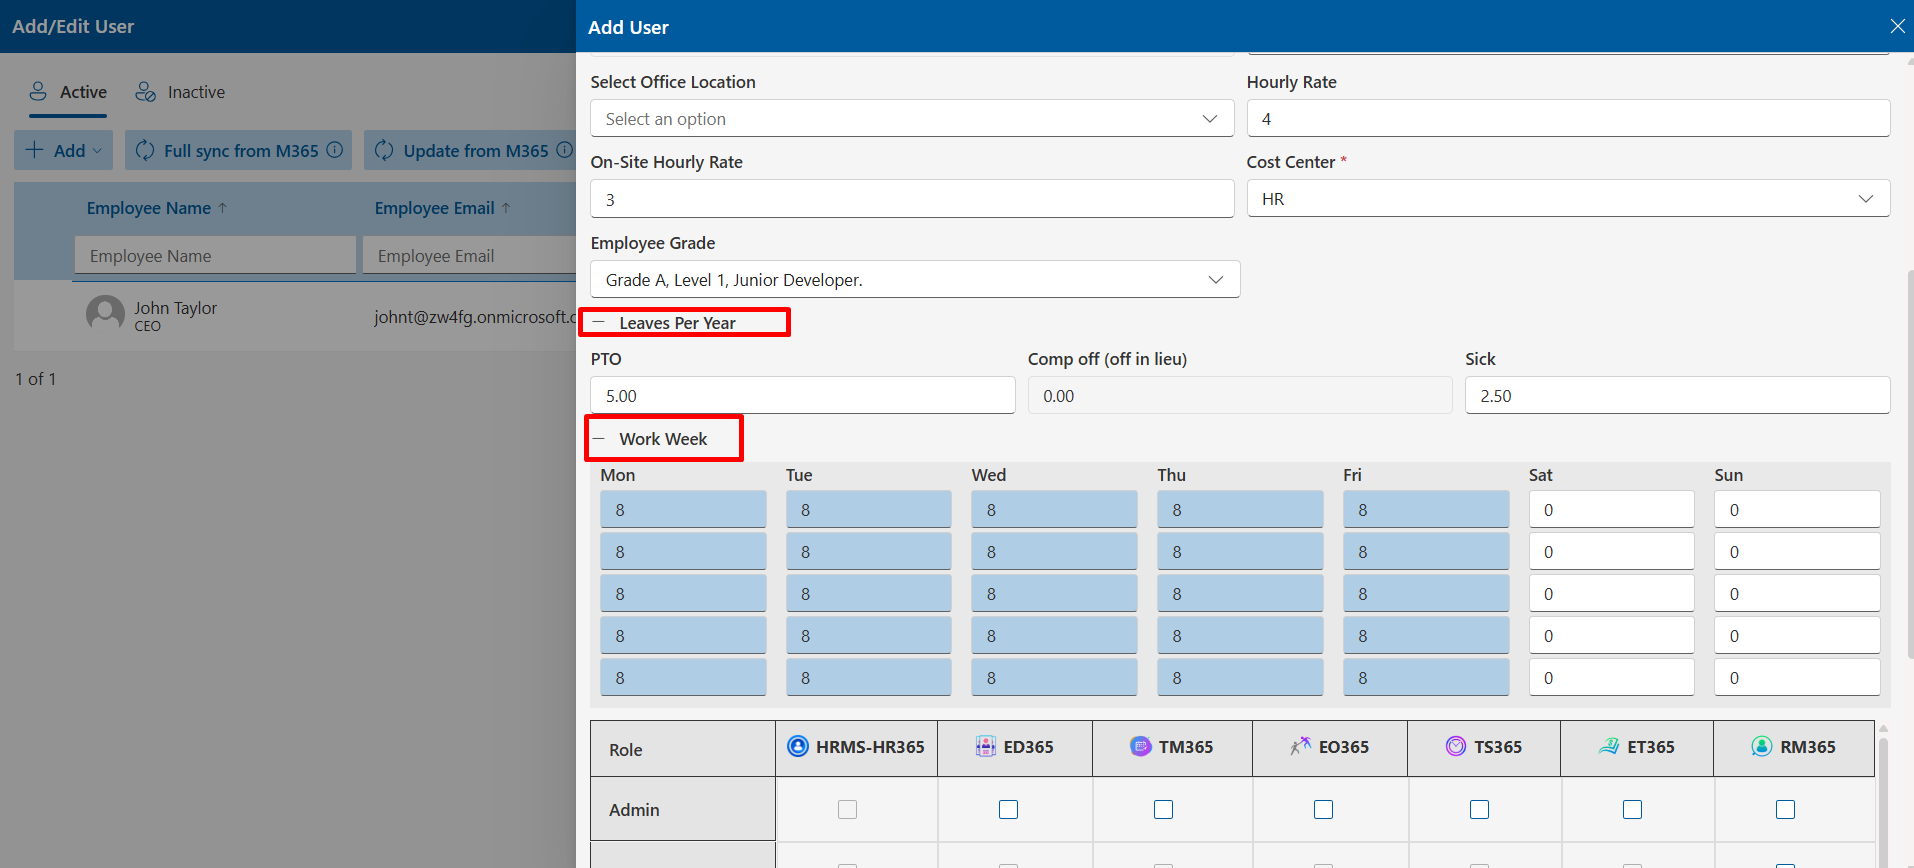 Add/Edit User
Add User
Active
Inactive
Add
Full sync from M365
Update from M365
Employee Name ↑
Employee Email ↑
Employee Name
Employee Email
John Taylor
CEO
johnt@zw4fg.onmicrosoft.c
1 of 1
Select Office Location
Hourly Rate
Select an option
4
On-Site Hourly Rate
Cost Center *
3
HR
Employee Grade
Grade A, Level 1, Junior Developer.
Leaves Per Year
PTO
Comp off (off in lieu)
Sick
5.00
0.00
2.50
Work Week
Mon Tue Wed Thu Fri Sat Sun
8 8 8 8 8 0 0
8 8 8 8 8 0 0
8 8 8 8 8 0 0
8 8 8 8 8 0 0
8 8 8 8 8 0 0
Role HRMS-HR365 ED365 TM365 EO365 TS365 ET365 RM365
Admin